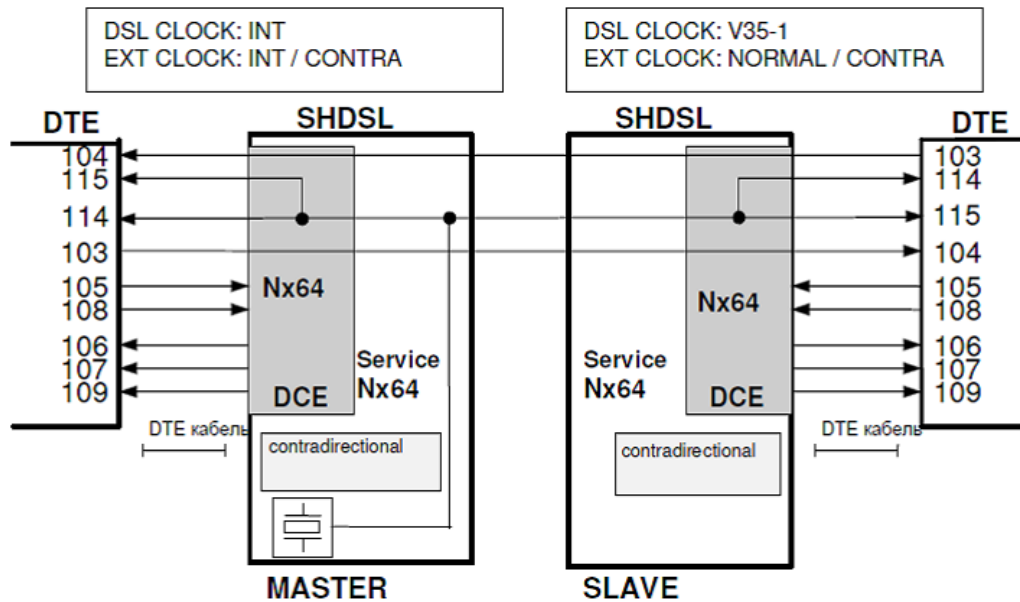 DSL CLOCK: INT
EXT CLOCK: INT / CONTRA
DSL CLOCK: V35-1
EXT CLOCK: NORMAL / CONTRA
DTE
SHDSL
SHDSL
DTE
104
115
114
103
105
108
106
107
109
Nx64
Service
Nx64
DCE
DTE кабель
contradirectional
MASTER
Service
Nx64
Nx64
DCE
contradirectional
SLAVE
103
114
115
104
105
108
106
107
109
DTE кабель